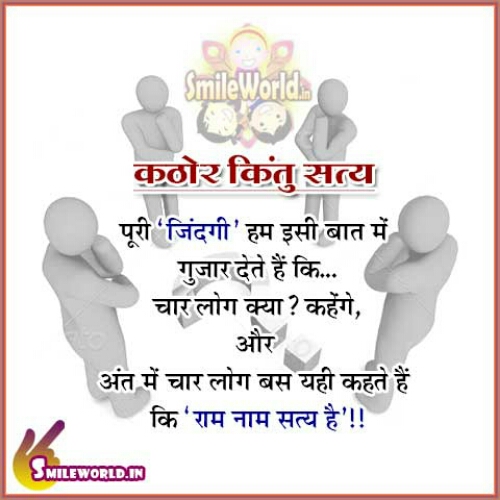 SmileWorld.in
कठोर किंतु सत्य
पूरी ‘जिंदगी’ हम इसी बात में
गुजार देते हैं कि...
चार लोग क्या ? कहेंगे,
और
अंत में चार लोग बस यही कहते हैं
कि ‘राम नाम सत्य है’!!
SMILEWORLD.IN